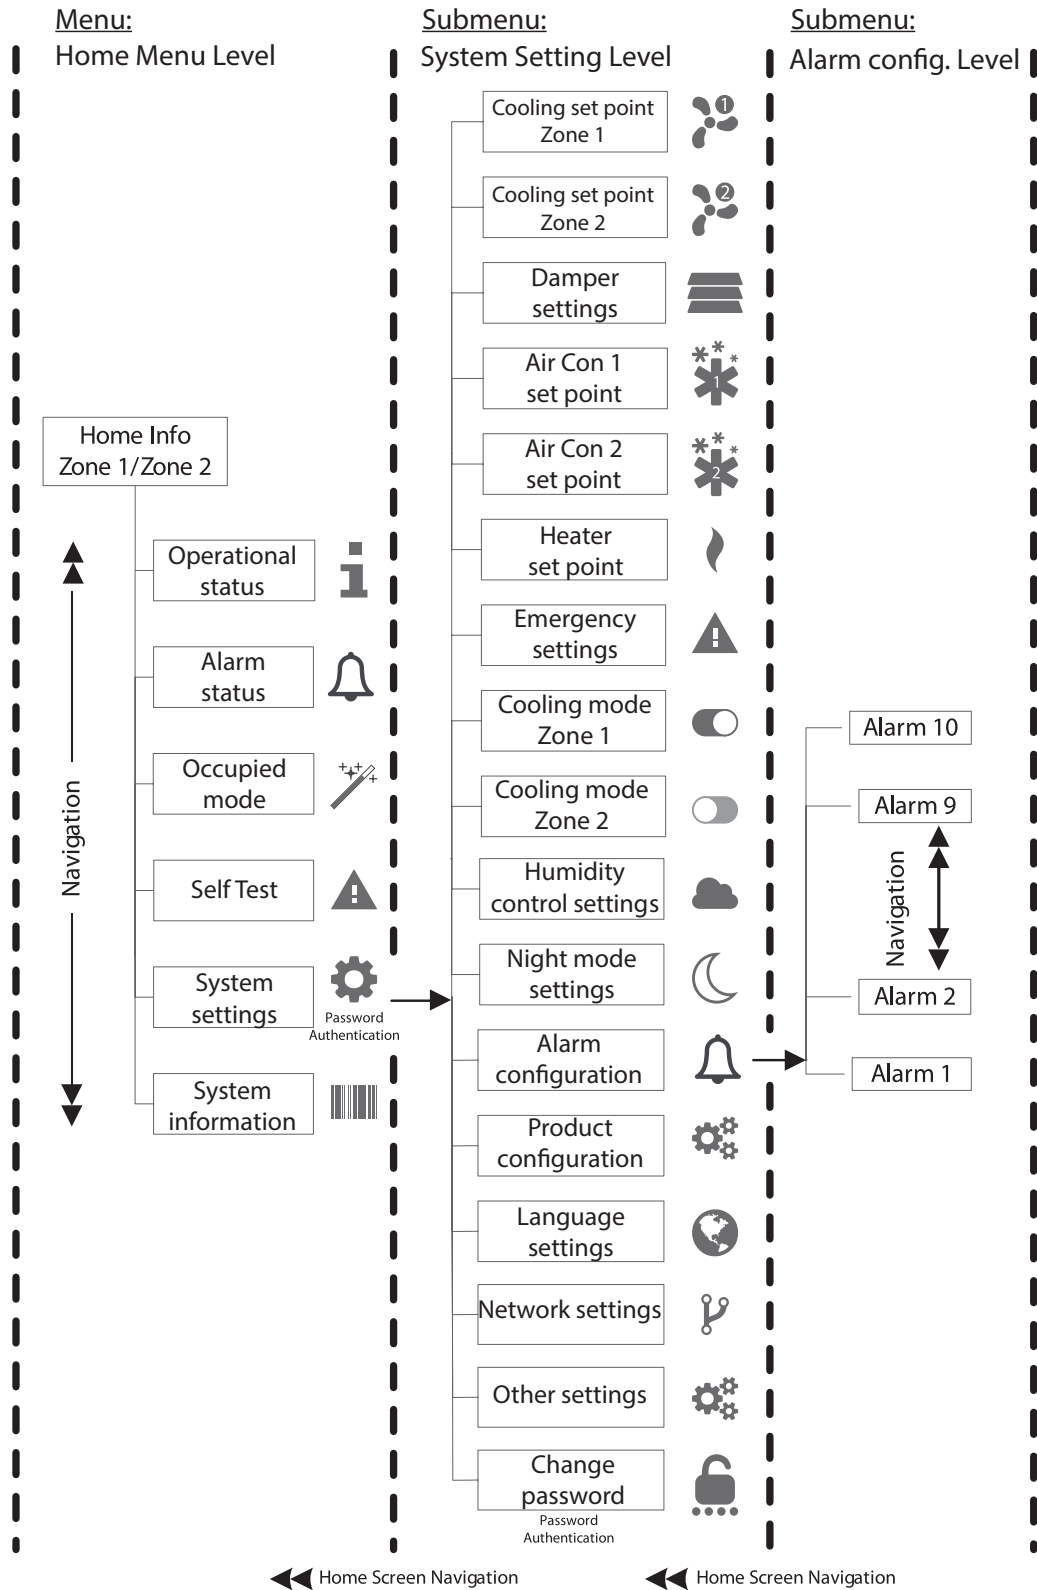 Menu:
Home Menu Level
Home Info
Zone 1/Zone 2
Operational
status
Alarm
status
Occupied
mode
Self Test
System
settings
Password
Authentication
System
information
Navigation
Submenu:
System Setting Level
Cooling set point
Zone 1
1
Cooling set point
Zone 2
2
Damper
settings
Air Con 1
set point
1
Air Con 2
set point
2
Heater
set point
Emergency
settings
Cooling mode
Zone 1
Cooling mode
Zone 2
Humidity
control settings
Night mode
settings
Alarm
configuration
Product
configuration
Language
settings
Network settings
Other settings
Change
password
Password
Authentication
Submenu:
Alarm config. Level
Alarm 10
Alarm 9
Navigation
Alarm 2
Alarm 1
Home Screen Navigation
Home Screen Navigation